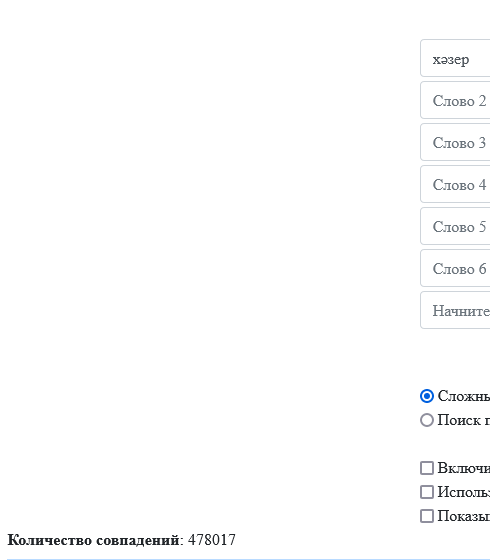 хәзер
Слово 2
Слово 3
Слово 4
Слово 5
Слово 6
Начните
Сложны
Поиск п
Включи
Исполь
Показы
Количество совпадений: 478017